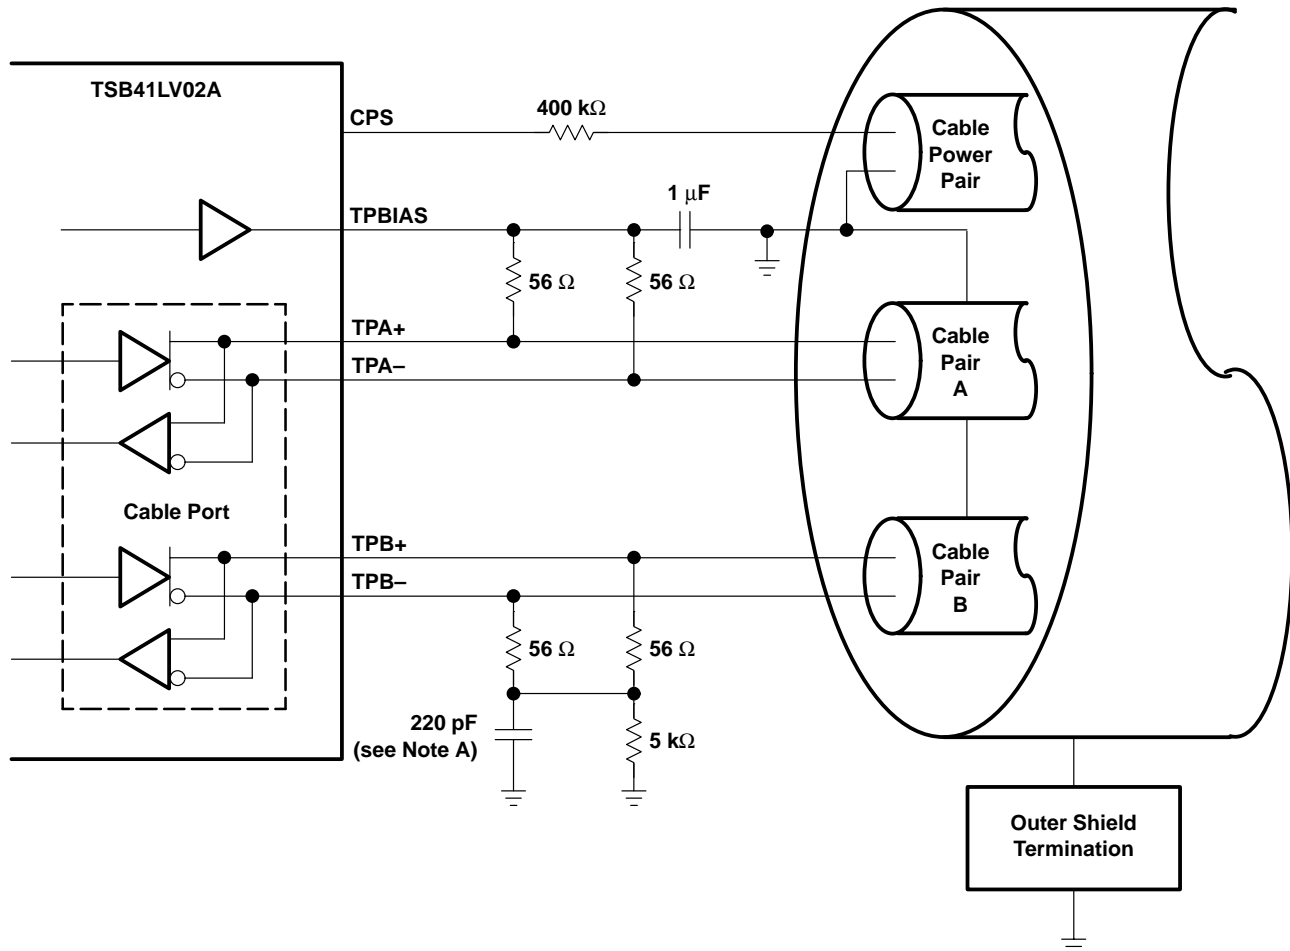 TSB41LV02A
CPS
400 kΩ
Cable
Power
Pair
TPBIAS
1 μF
56 Ω
56 Ω
TPA+
TPA–
Cable
Pair
A
Cable Port
TPB+
TPB–
Cable
Pair
B
56 Ω
56 Ω
220 pF
(see Note A)
5 kΩ
Outer Shield
Termination